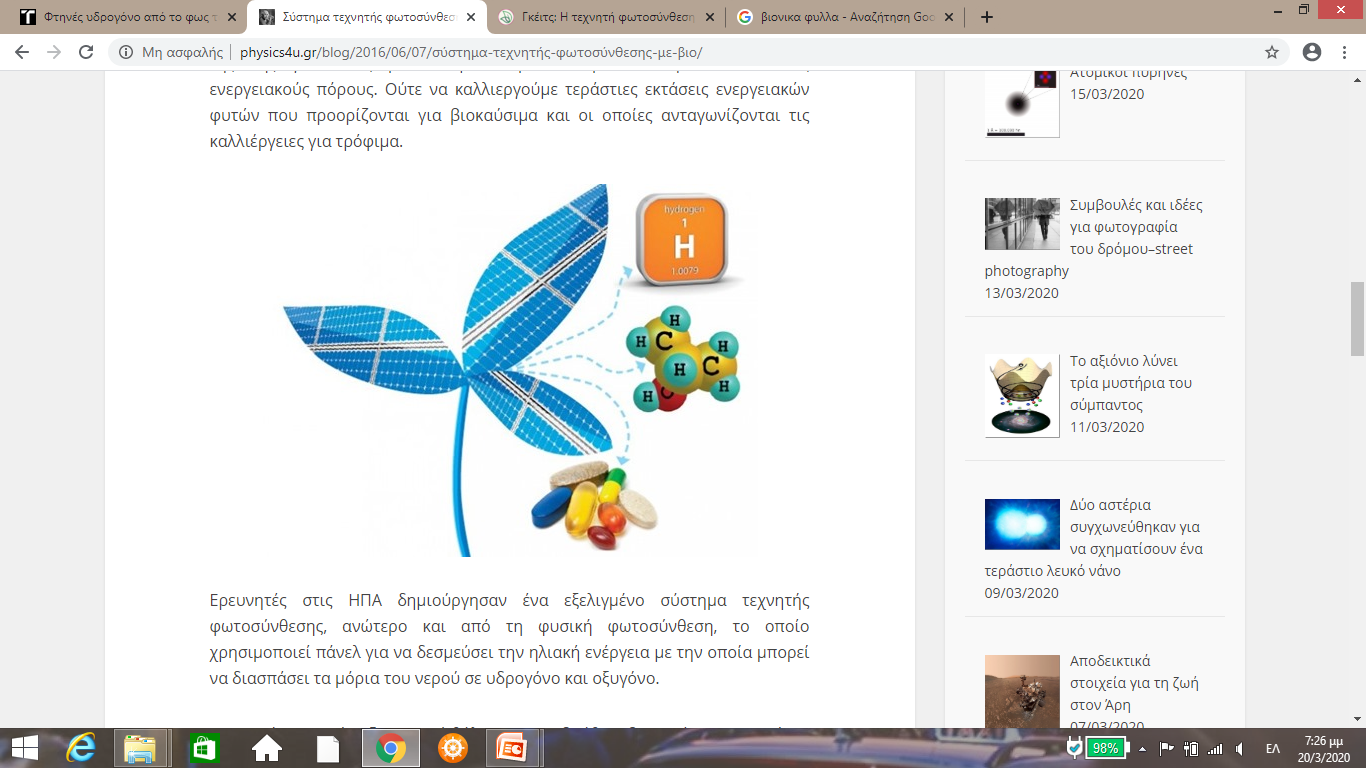 Φτηνές υδρογόνο από το φως τ
Σύστημα τεχνητής φωτοσύνθεσ
Γκέιτς: Η τεχνητή φωτοσύνθεση
βιονικα φυλλα - Αναζήτηση Goo
Μη ασφαλής
physics4u.gr/blog/2016/06/07/σύστημα-τεχνητής-φωτοσύνθεσης-με-βιο/
ενεργειακούς πόρους. Ούτε να καλλιεργούμε τεράστιες εκτάσεις ενεργειακών
φυτών που προορίζονται για βιοκαύσιμα και οι οποίες ανταγωνίζονται τις
καλλιέργειες για τρόφιμα.
hydrogen
1
H
1.0079
H
H
C
H
H
C
H
H
Ερευνητές στις ΗΠΑ δημιούργησαν ένα εξελιγμένο σύστημα τεχνητής
φωτοσύνθεσης, ανώτερο και από τη φυσική φωτοσύνθεση, το οποίο
χρησιμοποιεί πάνελ για να δεσμεύσει την ηλιακή ενέργεια με την οποία μπορεί
να διασπάσει τα μόρια του νερού σε υδρογόνο και οξυγόνο.
Ατομικοί πυρήνες
15/03/2020
Συμβουλές και ιδέες
για φωτογραφία
του δρόμου–street
photography
13/03/2020
Το αξιόνιο λύνει
τρία μυστήρια του
σύμπαντος
11/03/2020
Δύο αστέρια
συγχωνεύθηκαν για
να σχηματίσουν ένα
τεράστιο λευκό νάνο
09/03/2020
Αποδεικτικά
στοιχεία για τη ζωή
στον Άρη
07/03/2020
98%
ΕΛ
7:26 μμ
20/3/2020